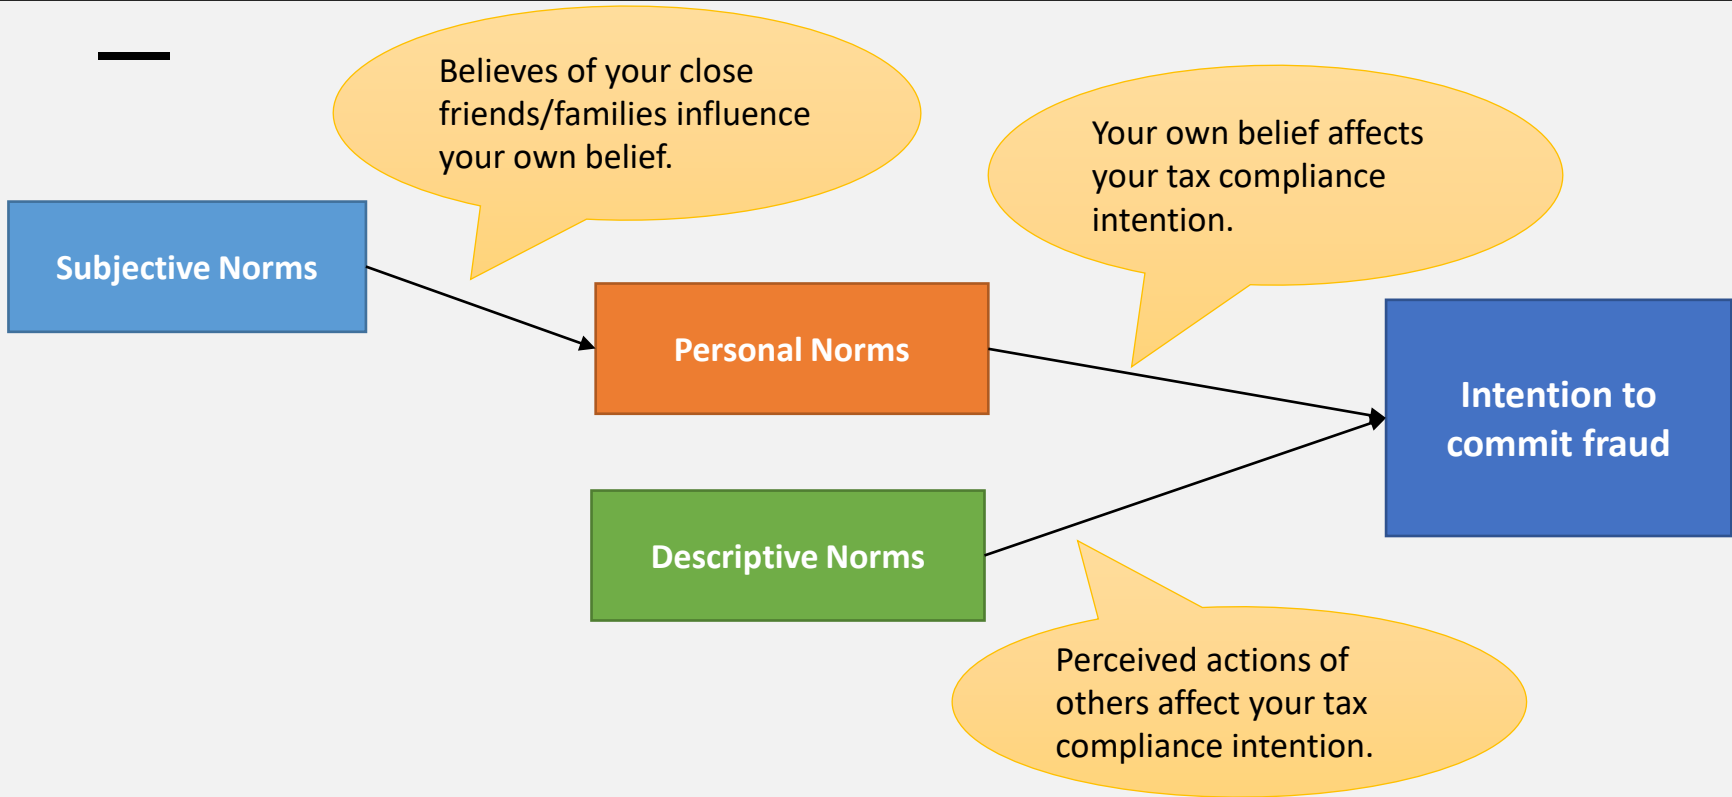 Believes of your close
friends/families influence
your own belief.
Your own belief affects
your tax compliance
intention.
Subjective Norms
Personal Norms
Intention to
commit fraud
Descriptive Norms
Perceived actions of
others affect your tax
compliance intention.